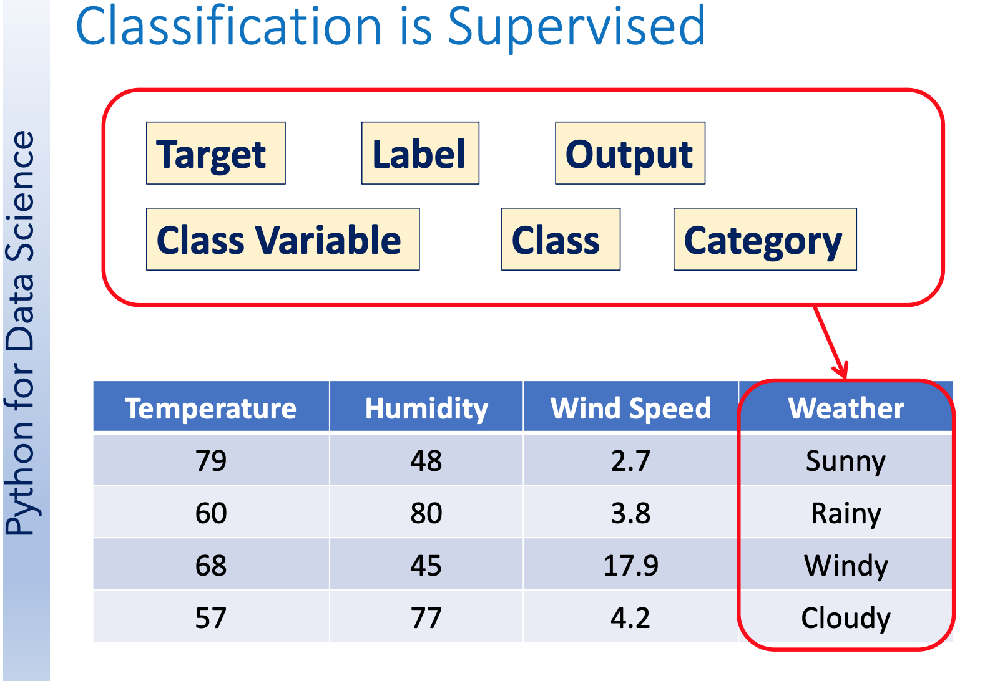 Classification is Supervised
Python for Data Science
Target Label Output
Class Variable Class Category
Temperature Humidity Wind Speed Weather
79 48 2.7 Sunny
60 80 3.8 Rainy
68 45 17.9 Windy
57 77 4.2 Cloudy